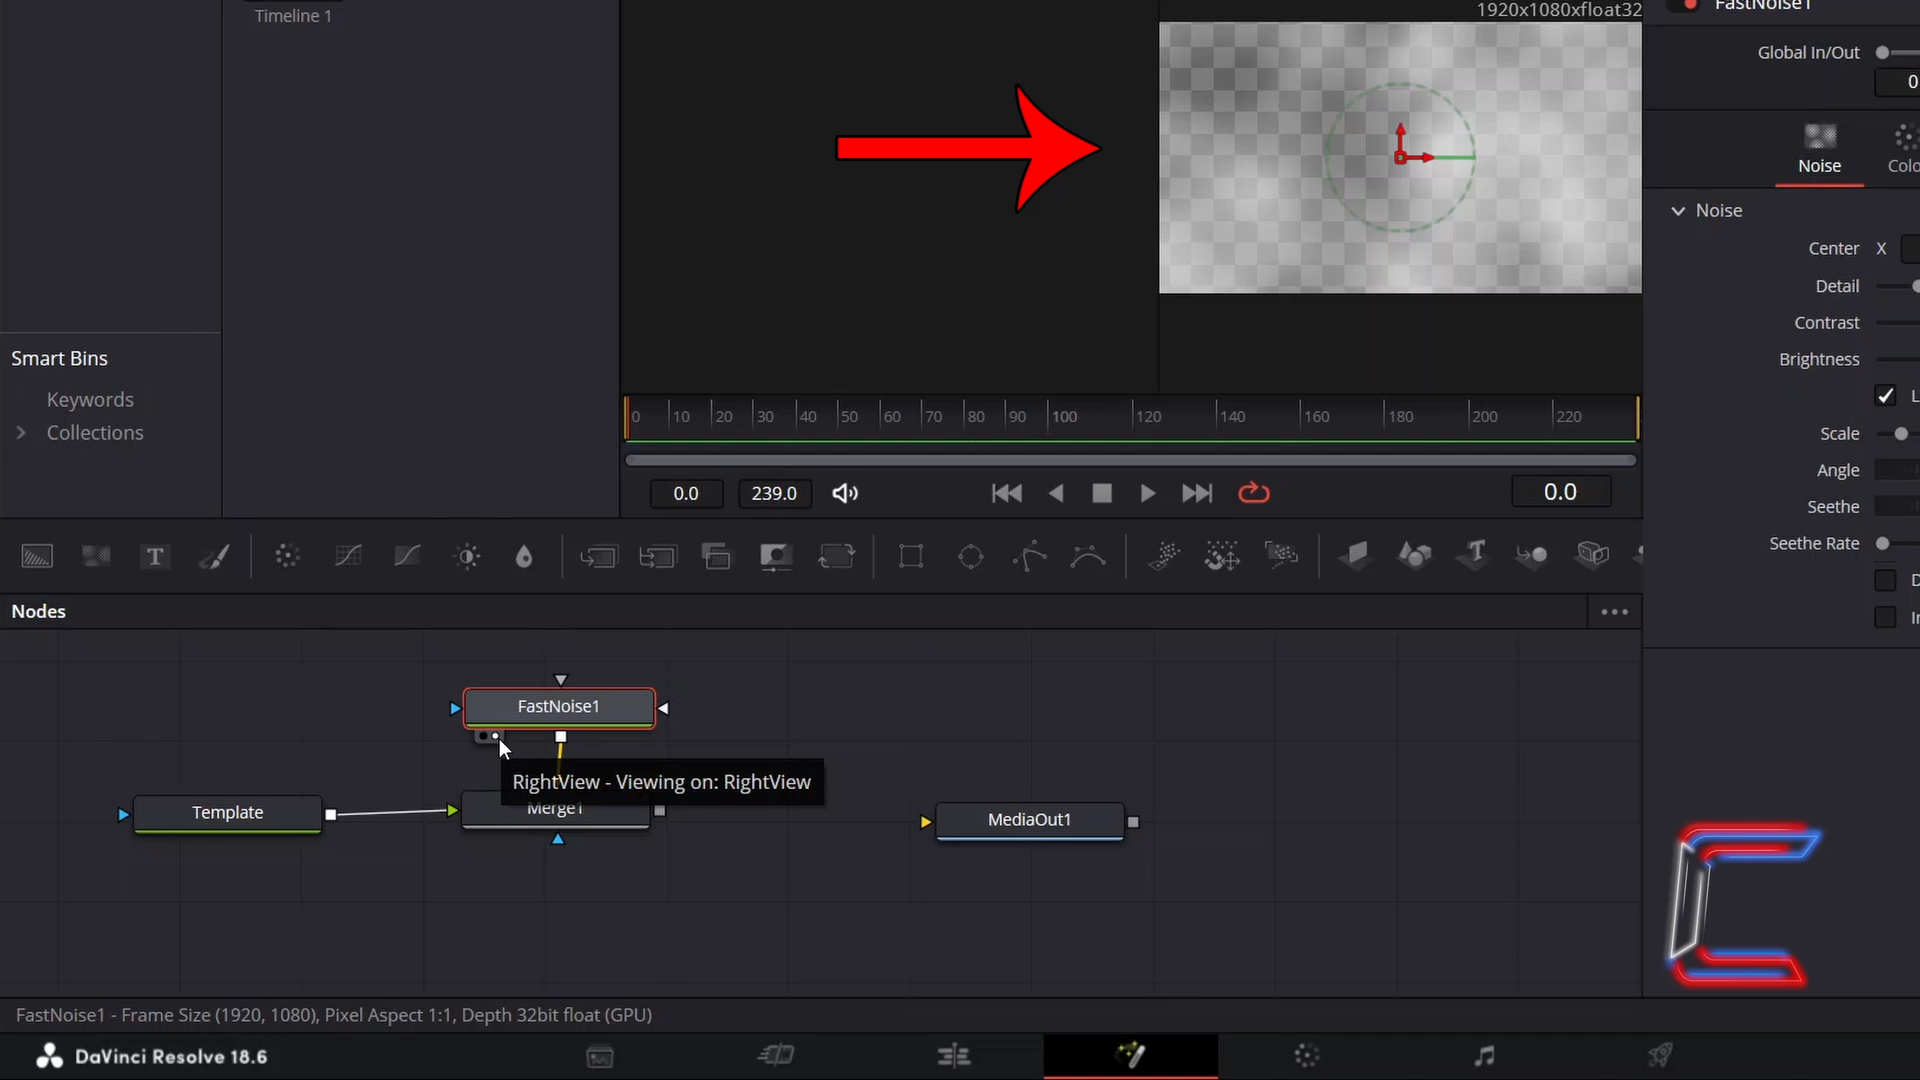 Timeline 1
1920x1080xfloat32
FastNoise1
Global In/Out
0
Noise
Colo
Noise
Center X
Detail
Contrast
Brightness
L
Scale
Angle
Seethe
Seethe Rate
D
In
Smart Bins
Keywords
Collections
0 10 20 30 40 50 60 70 80 90 100 120 140 160 180 200 220
0.0 239.0 0.0
T T
Nodes
FastNoise1
RightView - Viewing on: RightView
Template
Merge1
MediaOut1
FastNoise1 - Frame Size (1920, 1080), Pixel Aspect 1:1, Depth 32bit float (GPU)
DaVinci Resolve 18.6